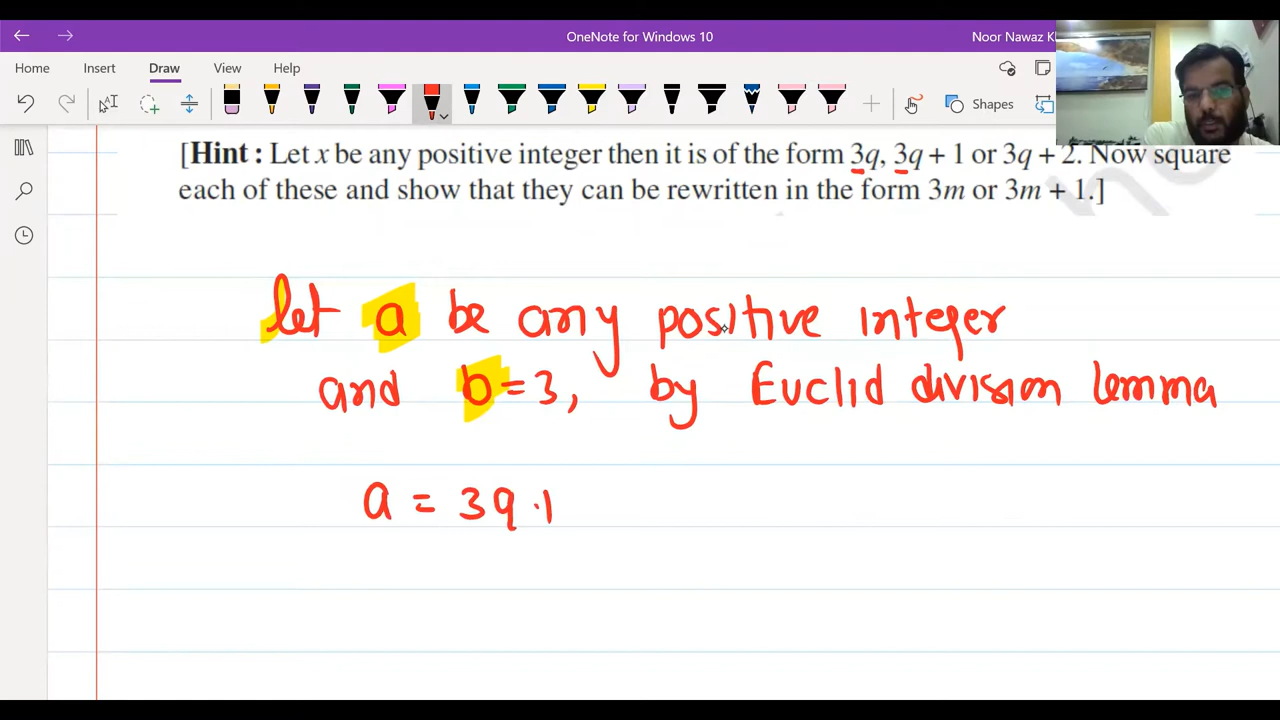 OneNote for Windows 10
Noor Nawaz K
Home Insert Draw View Help
Shapes
[Hint : Let x be any positive integer then it is of the form 3q, 3q + 1 or 3q + 2. Now square
each of these and show that they can be rewritten in the form 3m or 3m + 1.]
let a be any positive integer
and b = 3, by Euclid division lemma
a = 3q